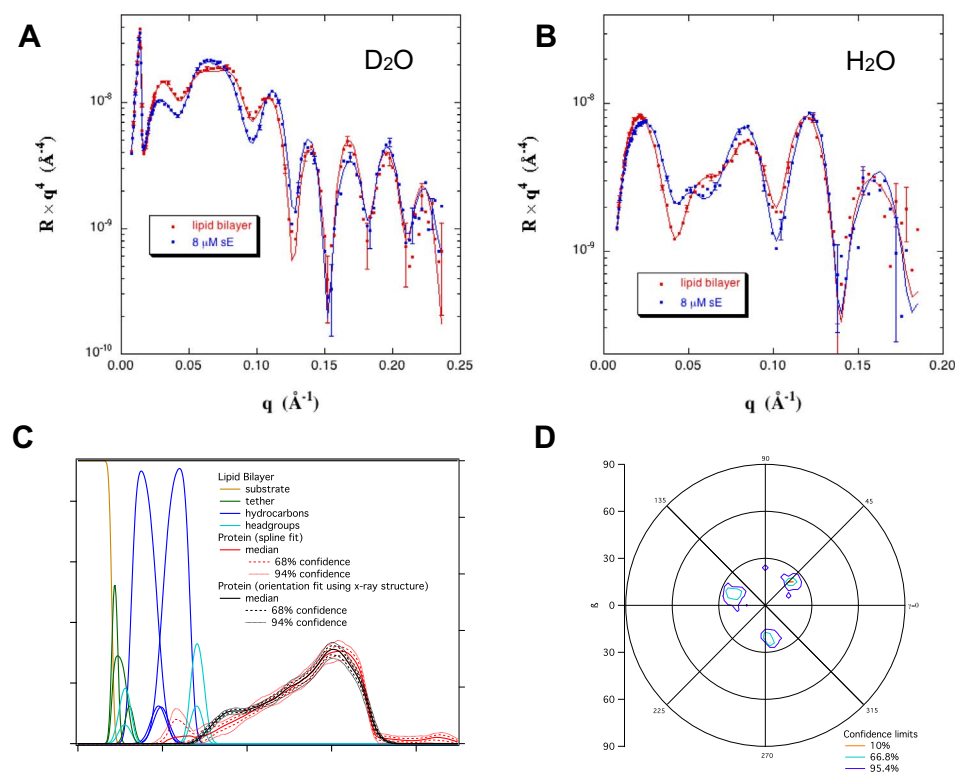 A
D2O
10-8
10-9
10-10
R × q4 (Å-4)
lipid bilayer
8 μM sE
0.00 0.05 0.10 0.15 0.20 0.25
q (Å-1)
B
H2O
10-8
10-9
R × q4 (Å-4)
lipid bilayer
8 μM sE
0.00 0.05 0.10 0.15 0.20
q (Å-1)
C
Lipid Bilayer
substrate
tether
hydrocarbons
headgroups
Protein (spline fit)
median
68% confidence
94% confidence
Protein (orientation fit using x-ray structure)
median
68% confidence
94% confidence
D
90
60
30
0
30
60
90
90
135
45
γ=0
225
315
270
Confidence limits
10%
66.8%
95.4%